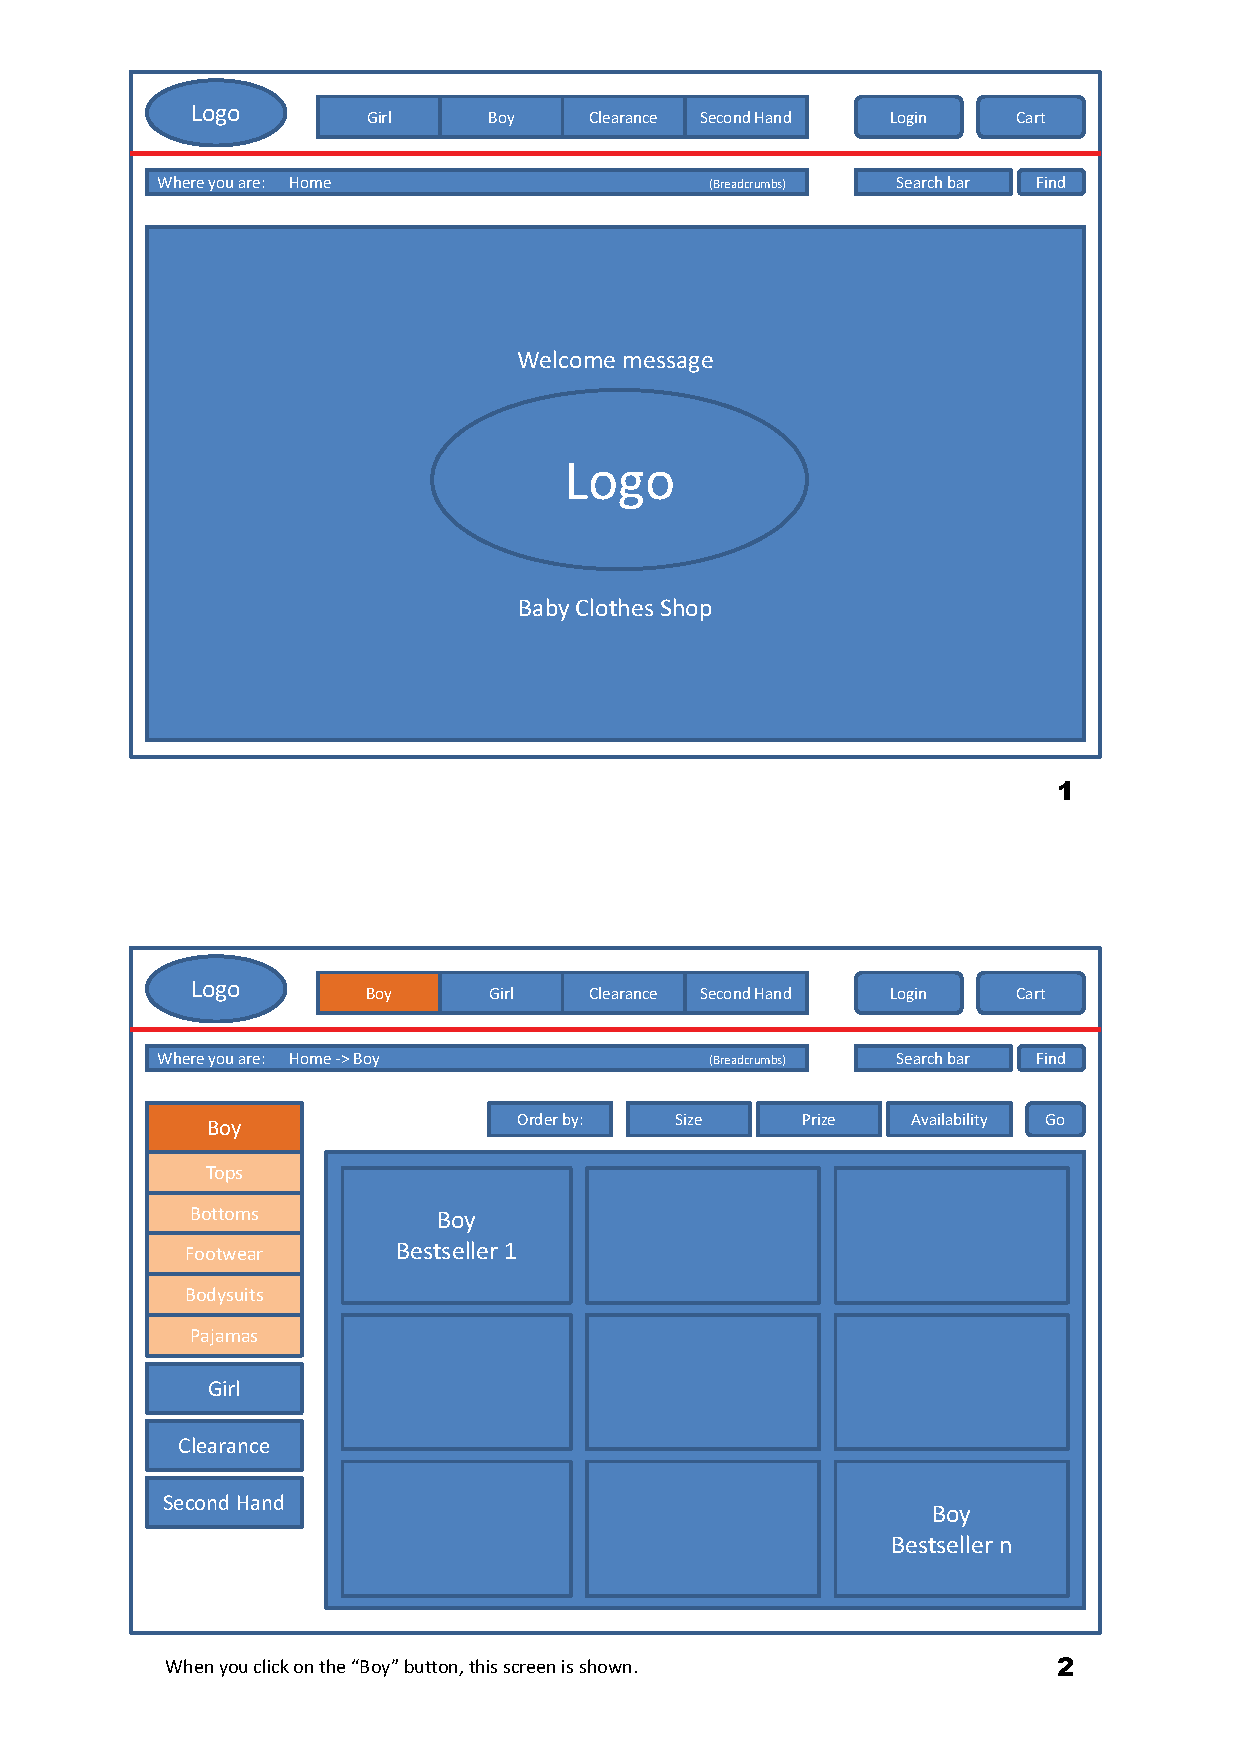 Logo
Girl Boy Clearance Second Hand Login Cart
Where you are: Home (Breadcrumbs) Search bar Find
Welcome message
Logo
Baby Clothes Shop
1
Logo
Boy Girl Clearance Second Hand Login Cart
Where you are: Home -> Boy (Breadcrumbs) Search bar Find
Order by: Size Prize Availability Go
Boy
Tops
Bottoms
Footwear
Bodysuits
Pajamas
Girl
Clearance
Second Hand
Boy
Bestseller 1
Boy
Bestseller n
When you click on the “Boy” button, this screen is shown.
2